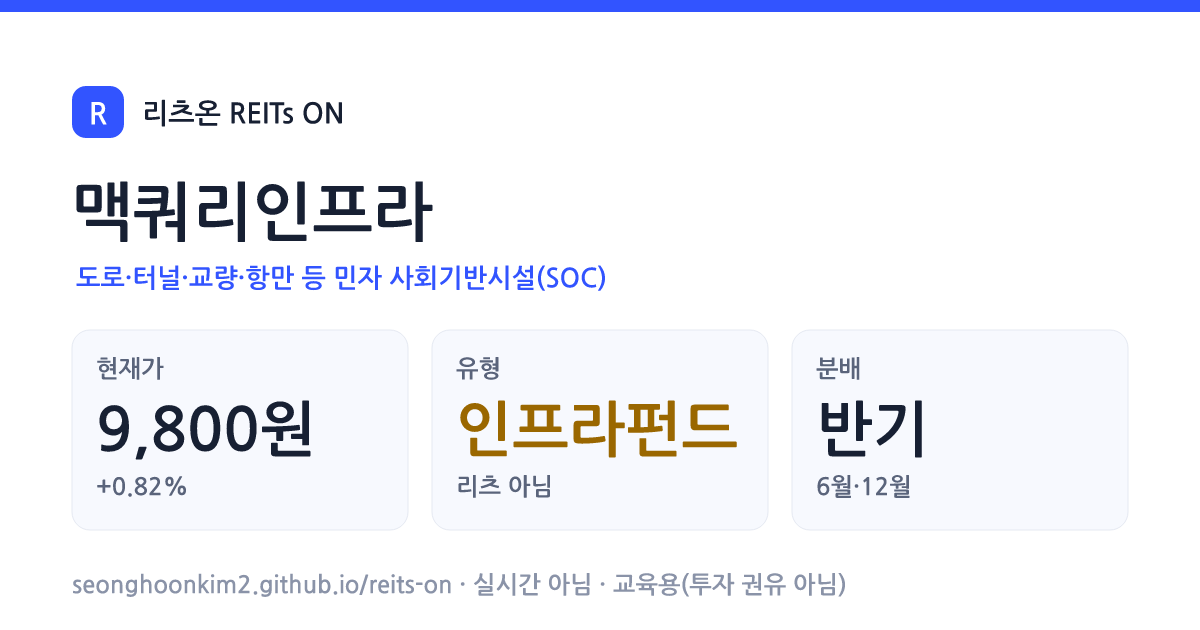 R 리츠온 REITs ON
맥쿼리인프라
도로·터널·교량·항만 등 민자 사회기반시설(SOC)
현재가
9,800원
+0.82%
유형
인프라펀드
리츠 아님
분배
반기
6월·12월
seonghoonkim2.github.io/reits-on · 실시간 아님 · 교육용(투자 권유 아님)